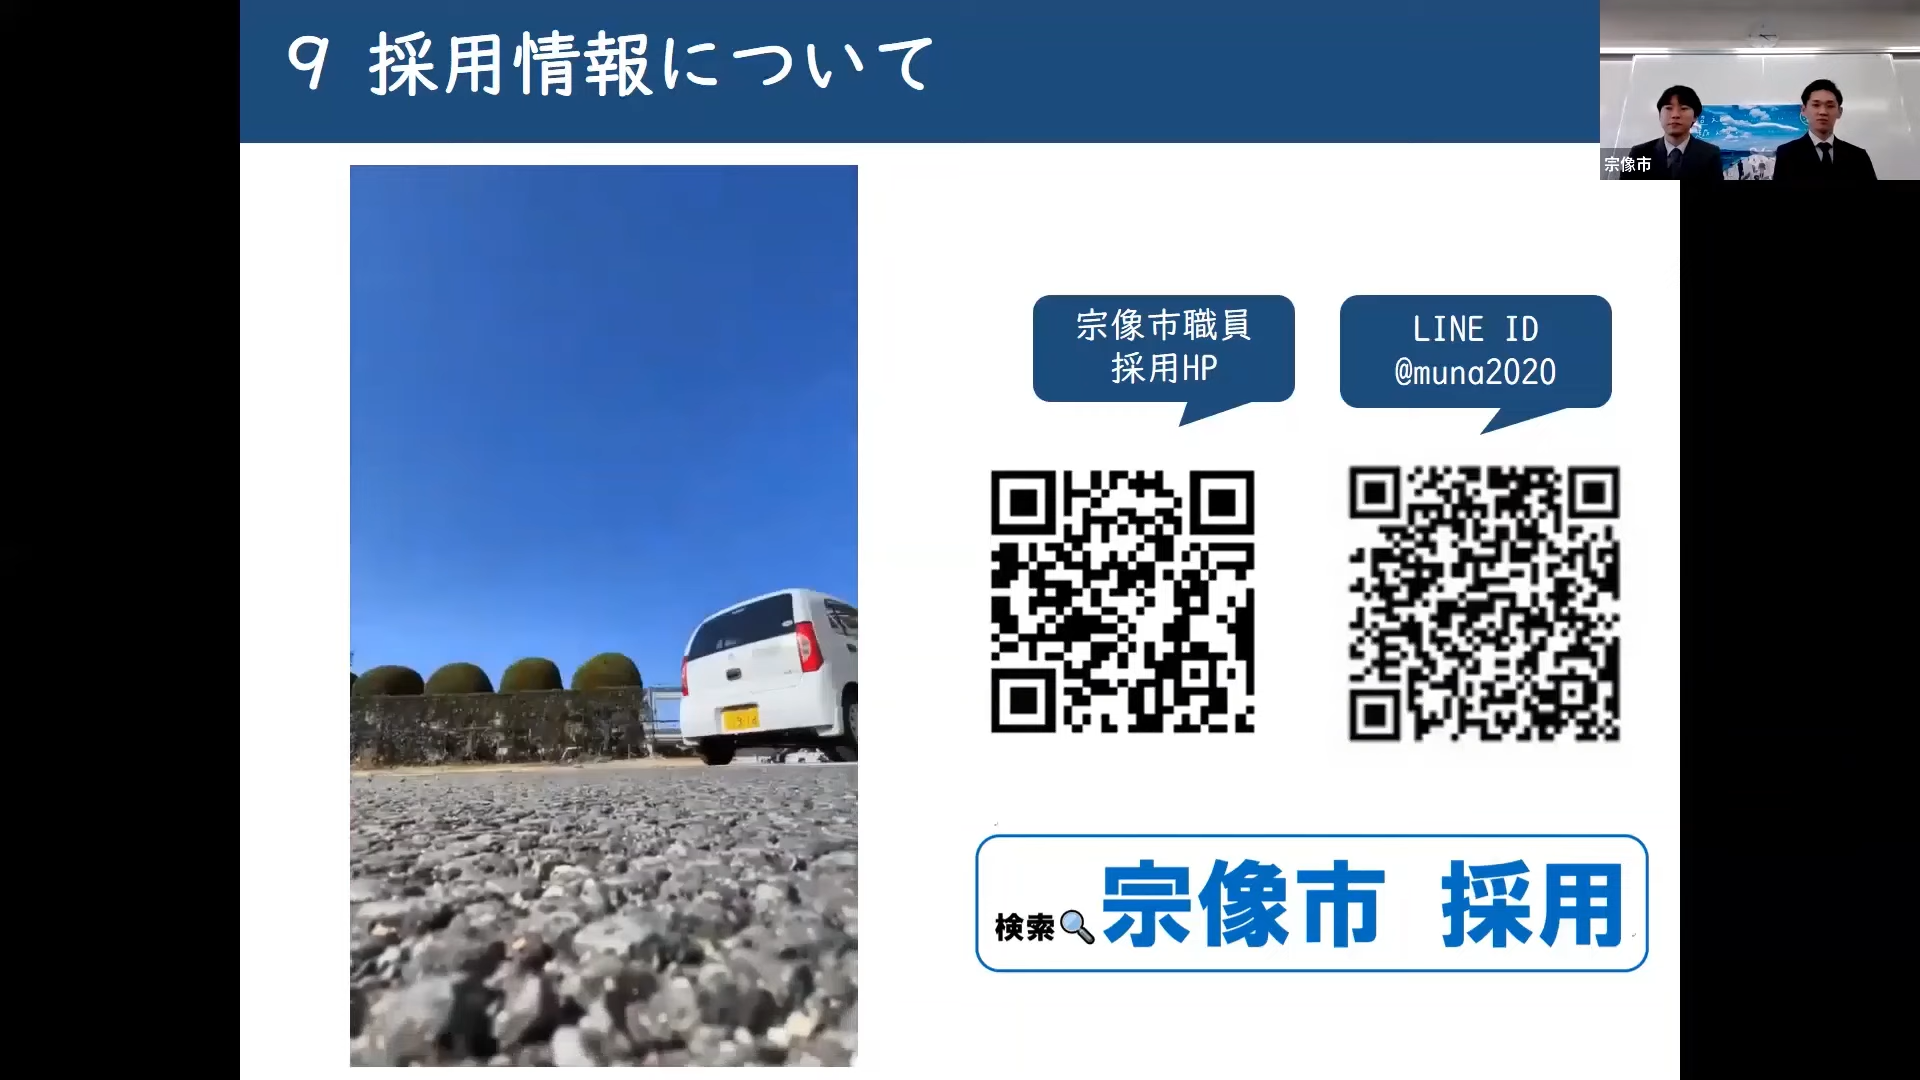 9 採用情報について
宗像市
宗像市職員
採用HP
LINE ID
@muna2020
検索 宗像市 採用